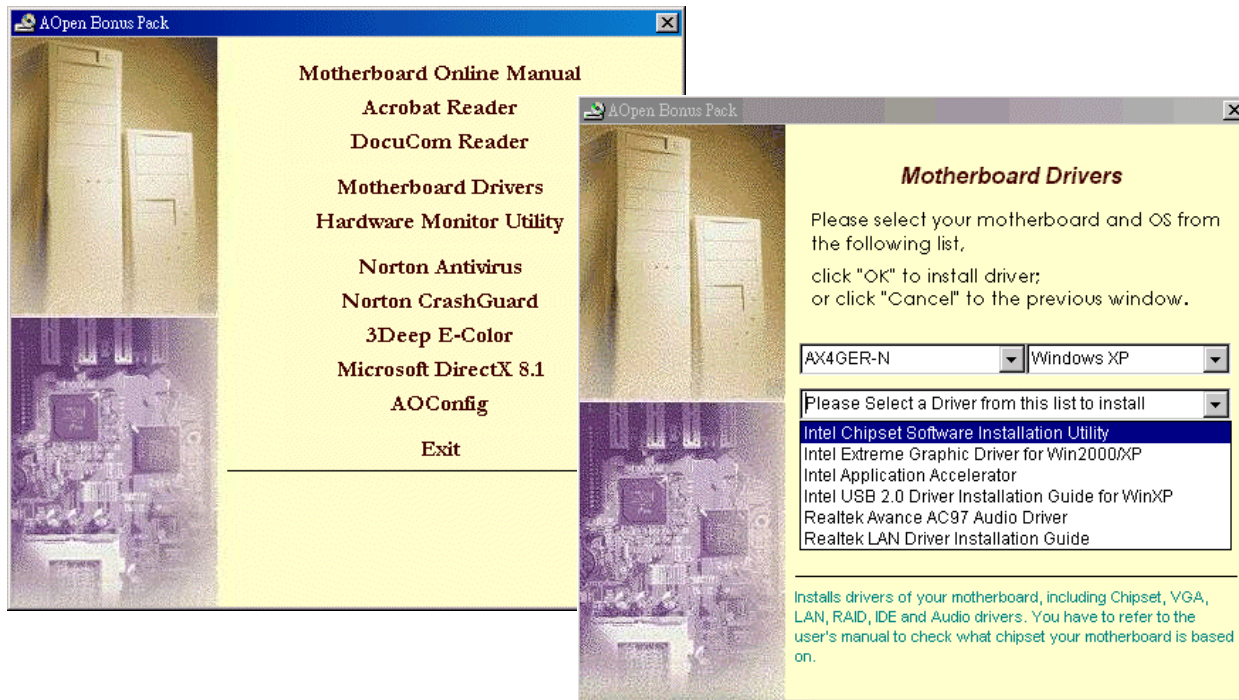 AOpen Bonus Pack
Motherboard Online Manual
Acrobat Reader
DocuCom Reader
Motherboard Drivers
Hardware Monitor Utility
Norton Antivirus
Norton CrashGuard
3Deep E-Color
Microsoft DirectX 8.1
AOConfig
Exit
AOpen Bonus Pack
Motherboard Drivers
Please select your motherboard and OS from
the following list,
click "OK" to install driver;
or click "Cancel" to the previous window.
AX4GER-N Windows XP
Please Select a Driver from this list to install
Intel Chipset Software Installation Utility
Intel Extreme Graphic Driver for Win2000/XP
Intel Application Accelerator
Intel USB 2.0 Driver Installation Guide for WinXP
Realtek Avance AC97 Audio Driver
Realtek LAN Driver Installation Guide
Installs drivers of your motherboard, including Chipset, VGA,
LAN, RAID, IDE and Audio drivers. You have to refer to the
user's manual to check what chipset your motherboard is based
on.